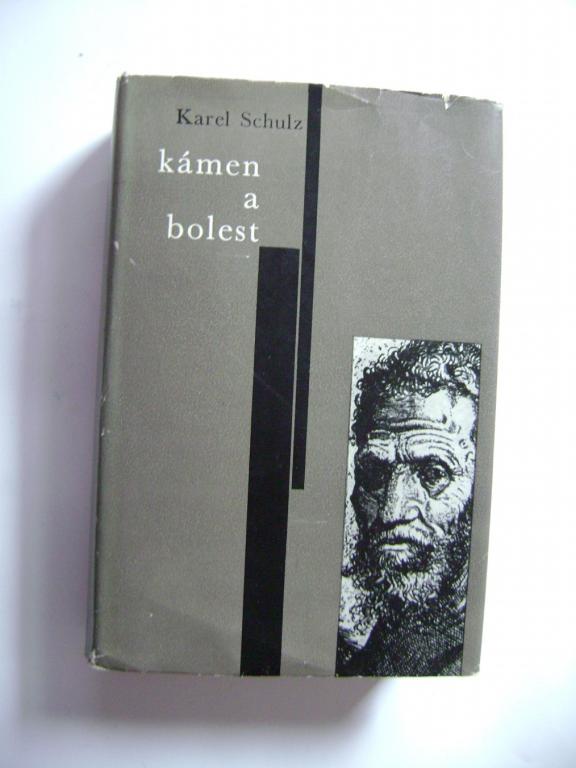 Karel Schulz
kámen
a
bolest